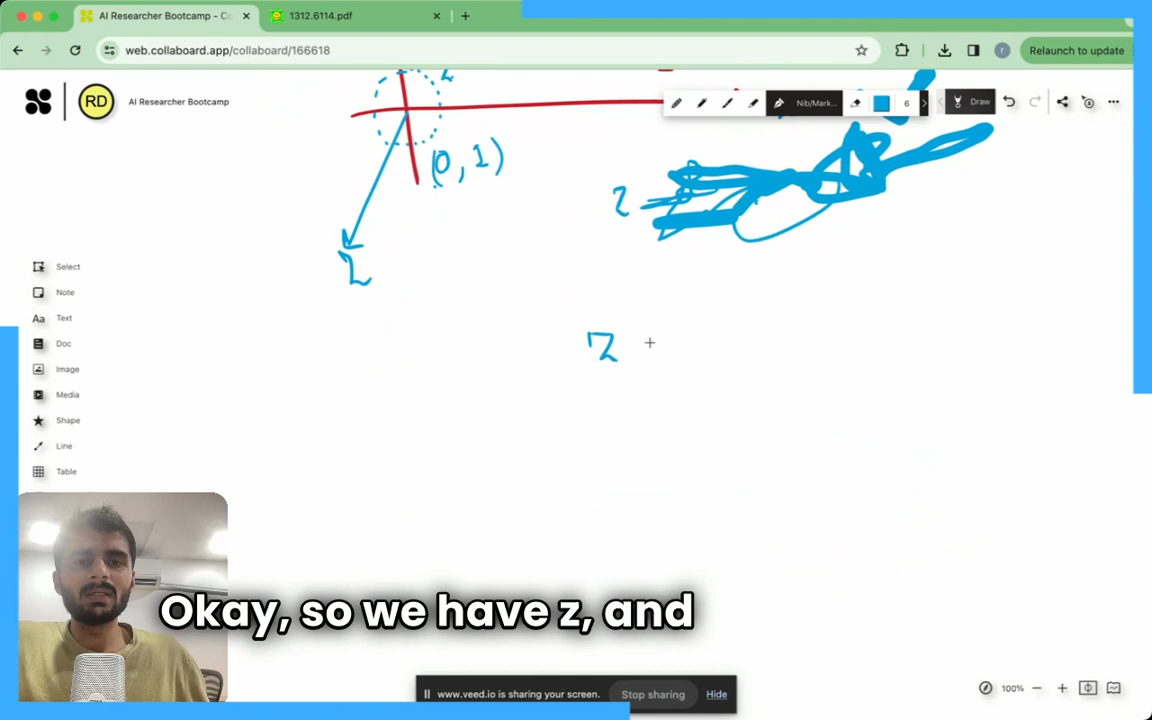 AI Researcher Bootcamp - Co
1312.6114.pdf
web.collaboard.app/collaboard/166618
Relaunch to update
RD
AI Researcher Bootcamp
Nib/Mark...
6
Draw
(0, 1)
z
z
z
Select
Note
Aa Text
Doc
Image
Media
Shape
Line
Table
Okay, so we have z, and
www.veed.io is sharing your screen.
Stop sharing
Hide
100%